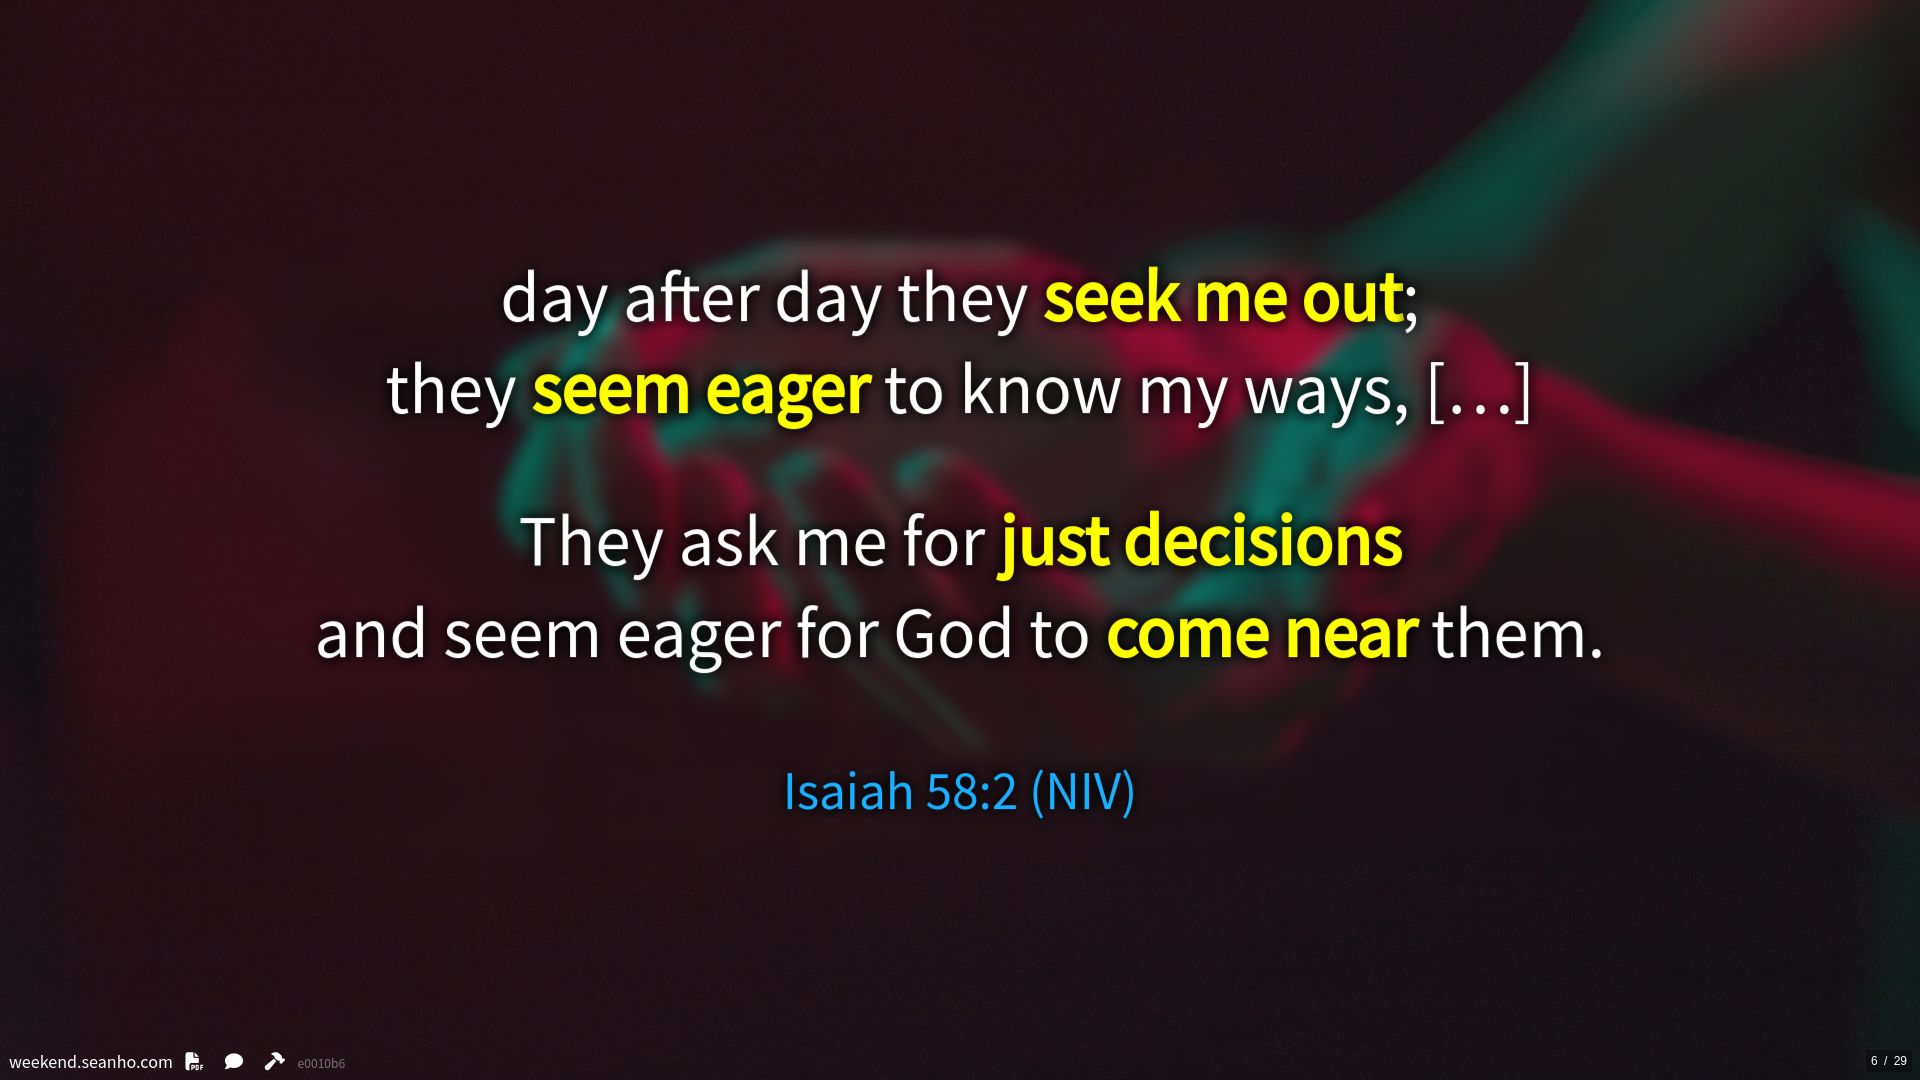 day after day they seek me out;
they seem eager to know my ways, […]
They ask me for just decisions
and seem eager for God to come near them.
Isaiah 58:2 (NIV)
weekend.seanho.com PDF e0010b6
6 / 29